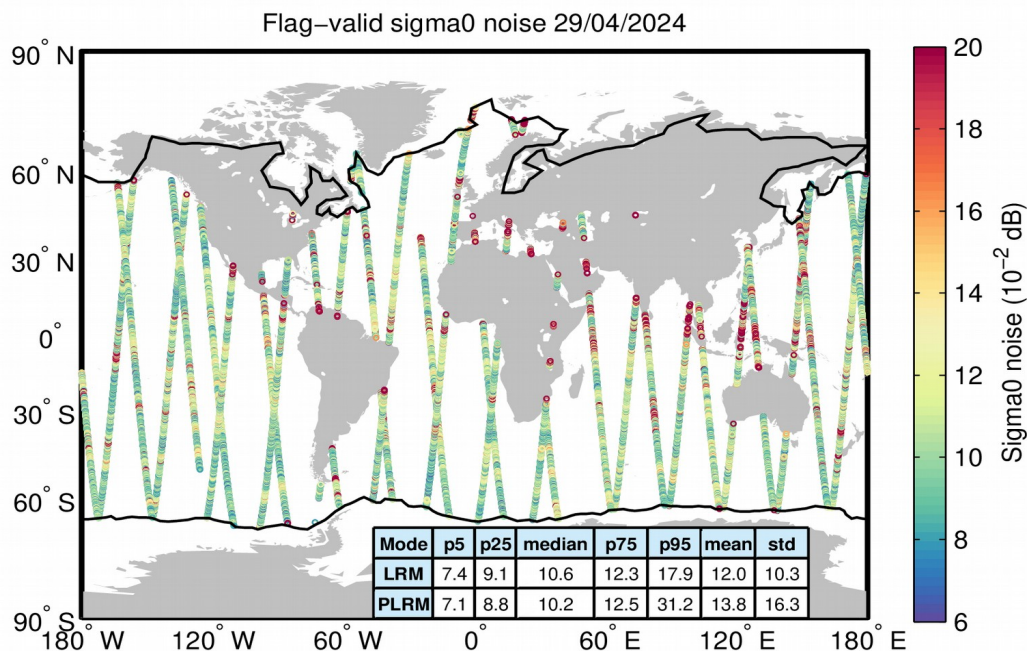 Flag-valid sigma0 noise 29/04/2024
90° N
60° N
30° N
0°
30° S
60° S
90° S
180° W
120° W
60° W
0°
60° E
120° E
180° E
Mode p5 p25 median p75 p95 mean std
LRM 7.4 9.1 10.6 12.3 17.9 12.0 10.3
PLRM 7.1 8.8 10.2 12.5 31.2 13.8 16.3
20
18
16
14
12
10
8
6
Sigma0 noise (10⁻² dB)